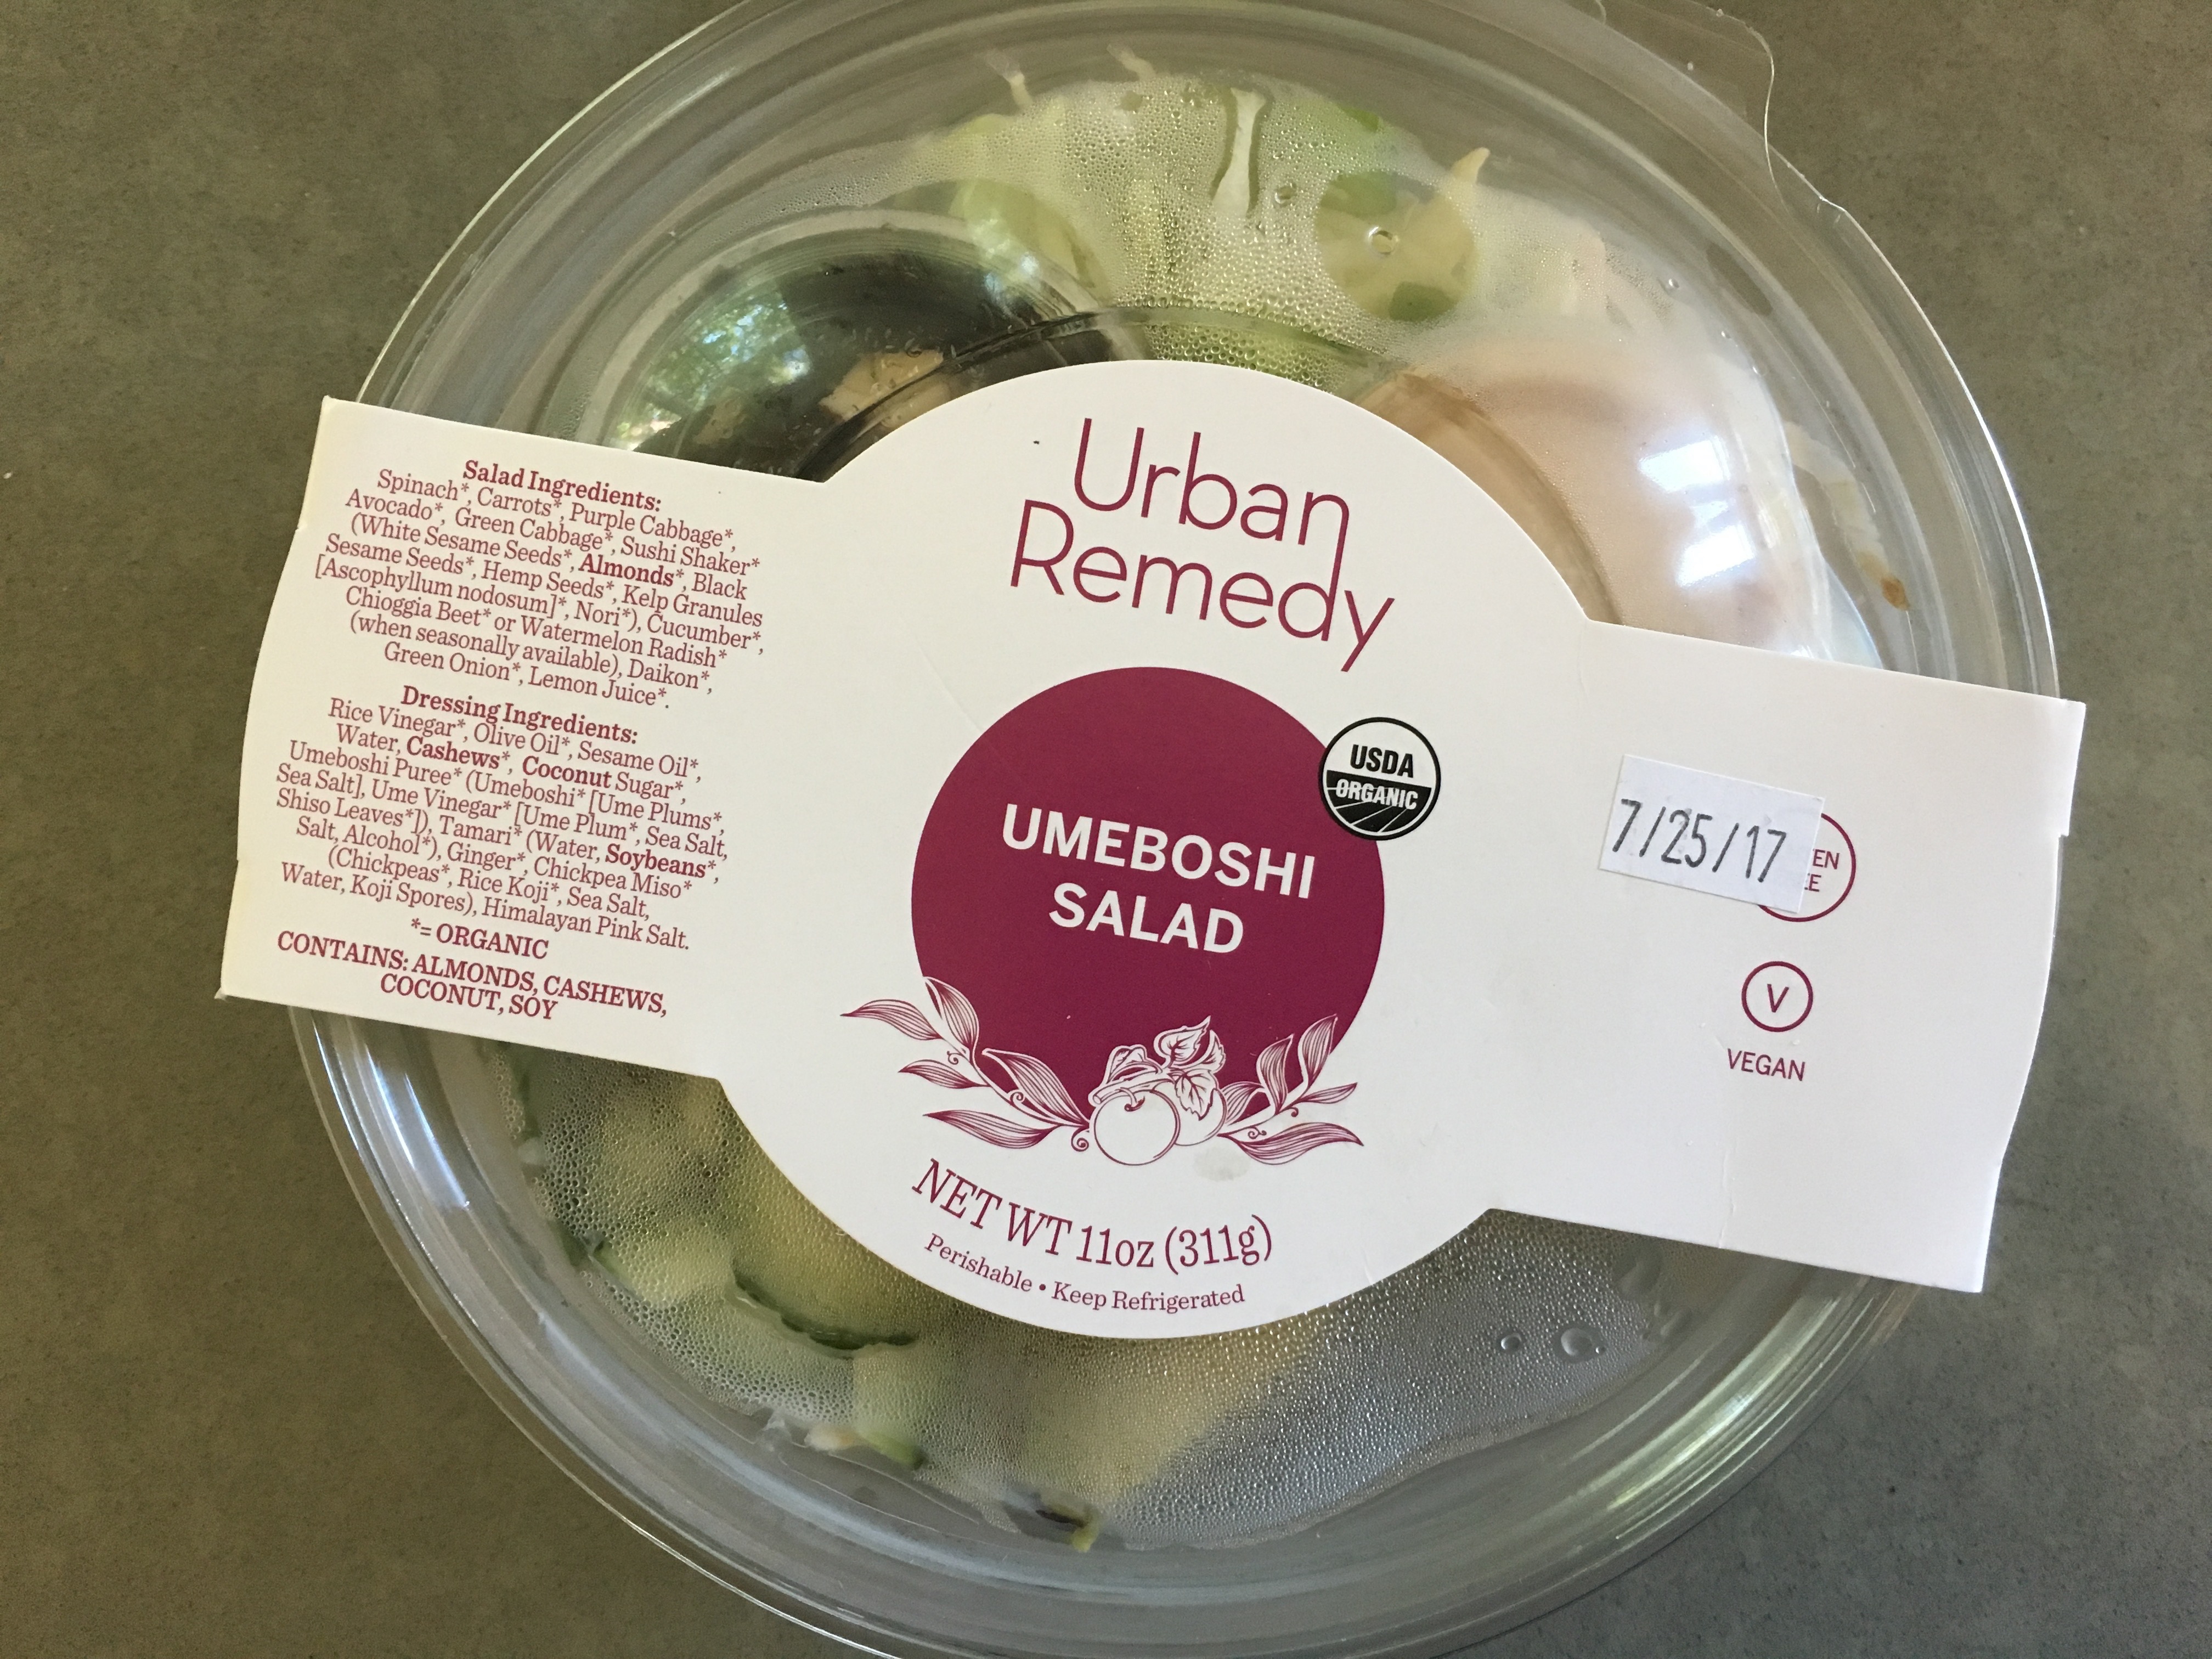 Salad Ingredients:
Spinach*, Carrots*, Purple Cabbage*,
Avocado*, Green Cabbage*, Sushi Shaker*
(White Sesame Seeds*, Almonds*, Black
Sesame Seeds*, Hemp Seeds*, Kelp Granules
[Ascophyllum nodosum]*, Nori*), Cucumber*,
Chioggia Beet* or Watermelon Radish*
(when seasonally available), Daikon*,
Green Onion*, Lemon Juice*.
Dressing Ingredients:
Rice Vinegar*, Olive Oil*, Sesame Oil*,
Water, Cashews*, Coconut Sugar*,
Umeboshi Puree* (Umeboshi* [Ume Plums*,
Sea Salt], Ume Vinegar* [Ume Plum*, Sea Salt,
Shiso Leaves*]), Tamari* (Water, Soybeans*,
Salt, Alcohol*), Ginger*, Chickpea Miso*
(Chickpeas*, Rice Koji*, Sea Salt,
Water, Koji Spores), Himalayan Pink Salt.
*= ORGANIC
CONTAINS: ALMONDS, CASHEWS,
COCONUT, SOY
Urban
Remedy
USDA
ORGANIC
UMEBOSHI
SALAD
NET WT 11oz (311g)
Perishable • Keep Refrigerated
7/25/17
V
VEGAN